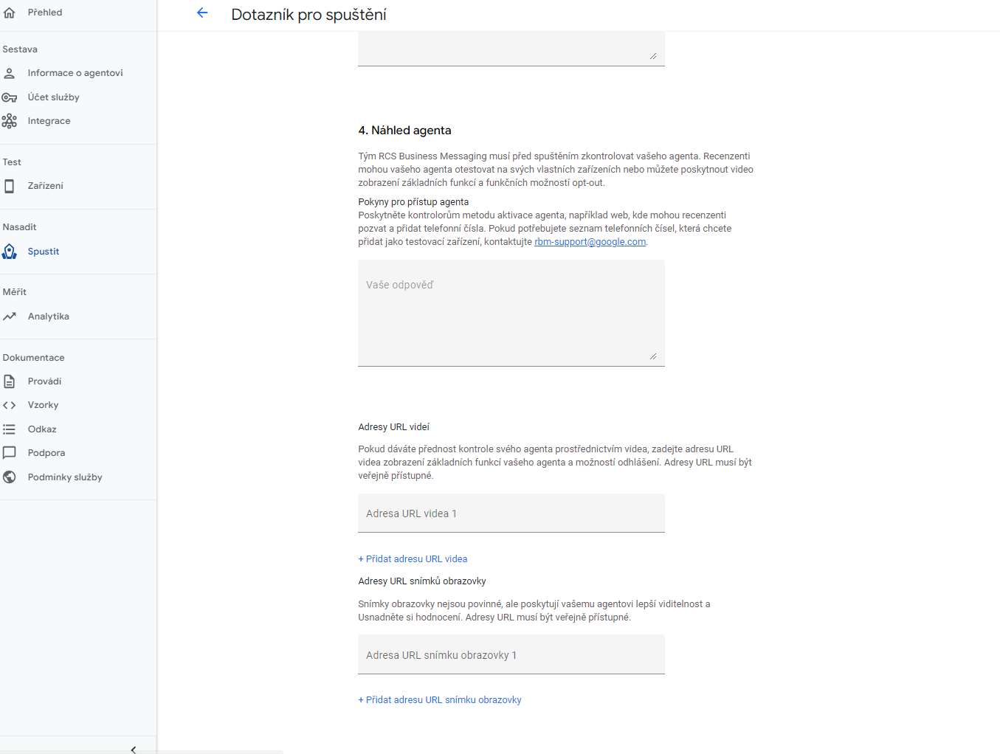 Přehled
Sestava
Informace o agentovi
Účet služby
Integrace
Test
Zařízení
Nasadit
Spustit
Měřit
Analytika
Dokumentace
Provádí
Vzorky
Odkaz
Podpora
Podmínky služby
Dotazník pro spuštění
4. Náhled agenta
Tým RCS Business Messaging musí před spuštěním zkontrolovat vašeho agenta. Recenzenti
mohou vašeho agenta otestovat na svých vlastních zařízeních nebo můžete poskytnout video
zobrazení základních funkcí a funkčních možností opt-out.
Pokyny pro přístup agenta
Poskytněte kontrolorům metodu aktivace agenta, například web, kde mohou recenzenti
pozvat a přidat telefonní čísla. Pokud potřebujete seznam telefonních čísel, která chcete
přidat jako testovací zařízení, kontaktujte rbm-support@google.com.
Vaše odpověď
Adresy URL videí
Pokud dáváte přednost kontrole svého agenta prostřednictvím videa, zadejte adresu URL
videa zobrazení základních funkcí vašeho agenta a možností odhlášení. Adresy URL musí být
veřejně přístupné.
Adresa URL videa 1
+ Přidat adresu URL videa
Adresy URL snímků obrazovky
Snímky obrazovky nejsou povinné, ale poskytují vašemu agentovi lepší viditelnost a
Usnadněte si hodnocení. Adresy URL musí být veřejně přístupné.
Adresa URL snímku obrazovky 1
+ Přidat adresu URL snímku obrazovky